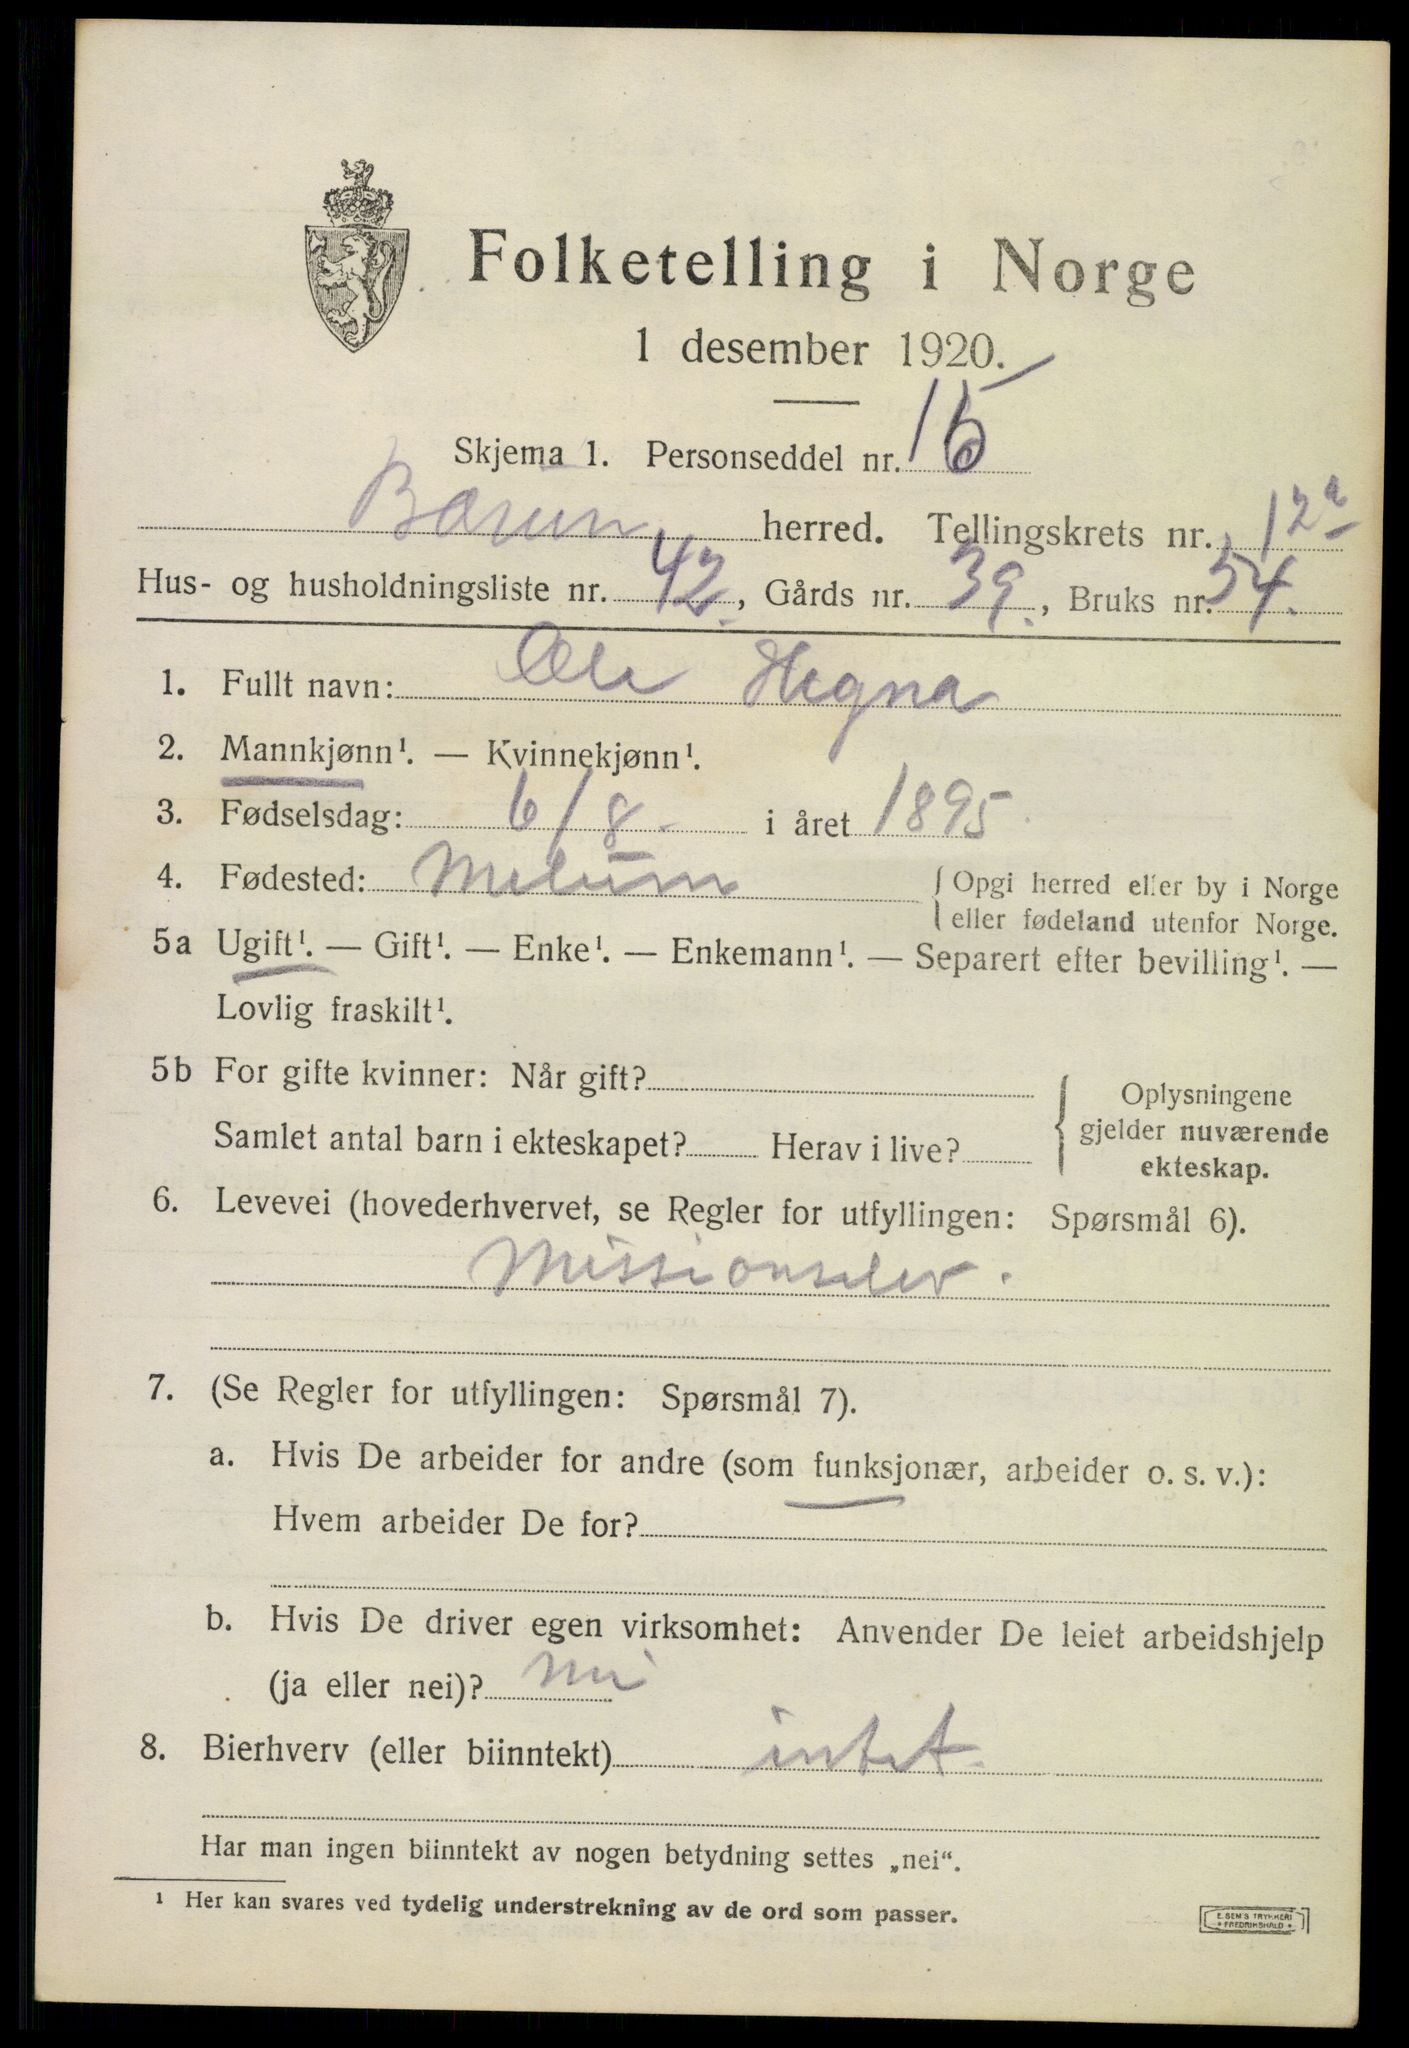 Folketelling i Norge
1 desember 1920.
Skjema 1. Personseddel nr. 15
Bærum herred. Tellingskrets nr. 12a
Hus- og husholdningsliste nr. 42., Gårds nr. 39., Bruks nr. 54.
1. Fullt navn: Ole Hegna
2. Mannkjønn¹. — Kvinnekjønn¹.
3. Fødselsdag: 6/8 i året 1895.
4. Fødested: Melum { Opgi herred eller by i Norge
eller fødeland utenfor Norge.
5a Ugift¹. — Gift¹. — Enke¹. — Enkemann¹. — Separert efter bevilling¹. —
Lovlig fraskilt¹.
5b For gifte kvinner: Når gift?
Samlet antal barn i ekteskapet? Herav i live?
{ Oplysningene
gjelder nuværende
ekteskap.
6. Levevei (hovederhvervet, se Regler for utfyllingen: Spørsmål 6).
Missionselev.
7. (Se Regler for utfyllingen: Spørsmål 7).
a. Hvis De arbeider for andre (som funksjonær, arbeider o. s. v.):
Hvem arbeider De for?
b. Hvis De driver egen virksomhet: Anvender De leiet arbeidshjelp
(ja eller nei)? nei
8. Bierhverv (eller biinntekt) intet.
Har man ingen biinntekt av nogen betydning settes „nei“.
¹ Her kan svares ved tydelig understrekning av de ord som passer.
E. SEM'S TRYKKERI
• FREDRIKSHALD •